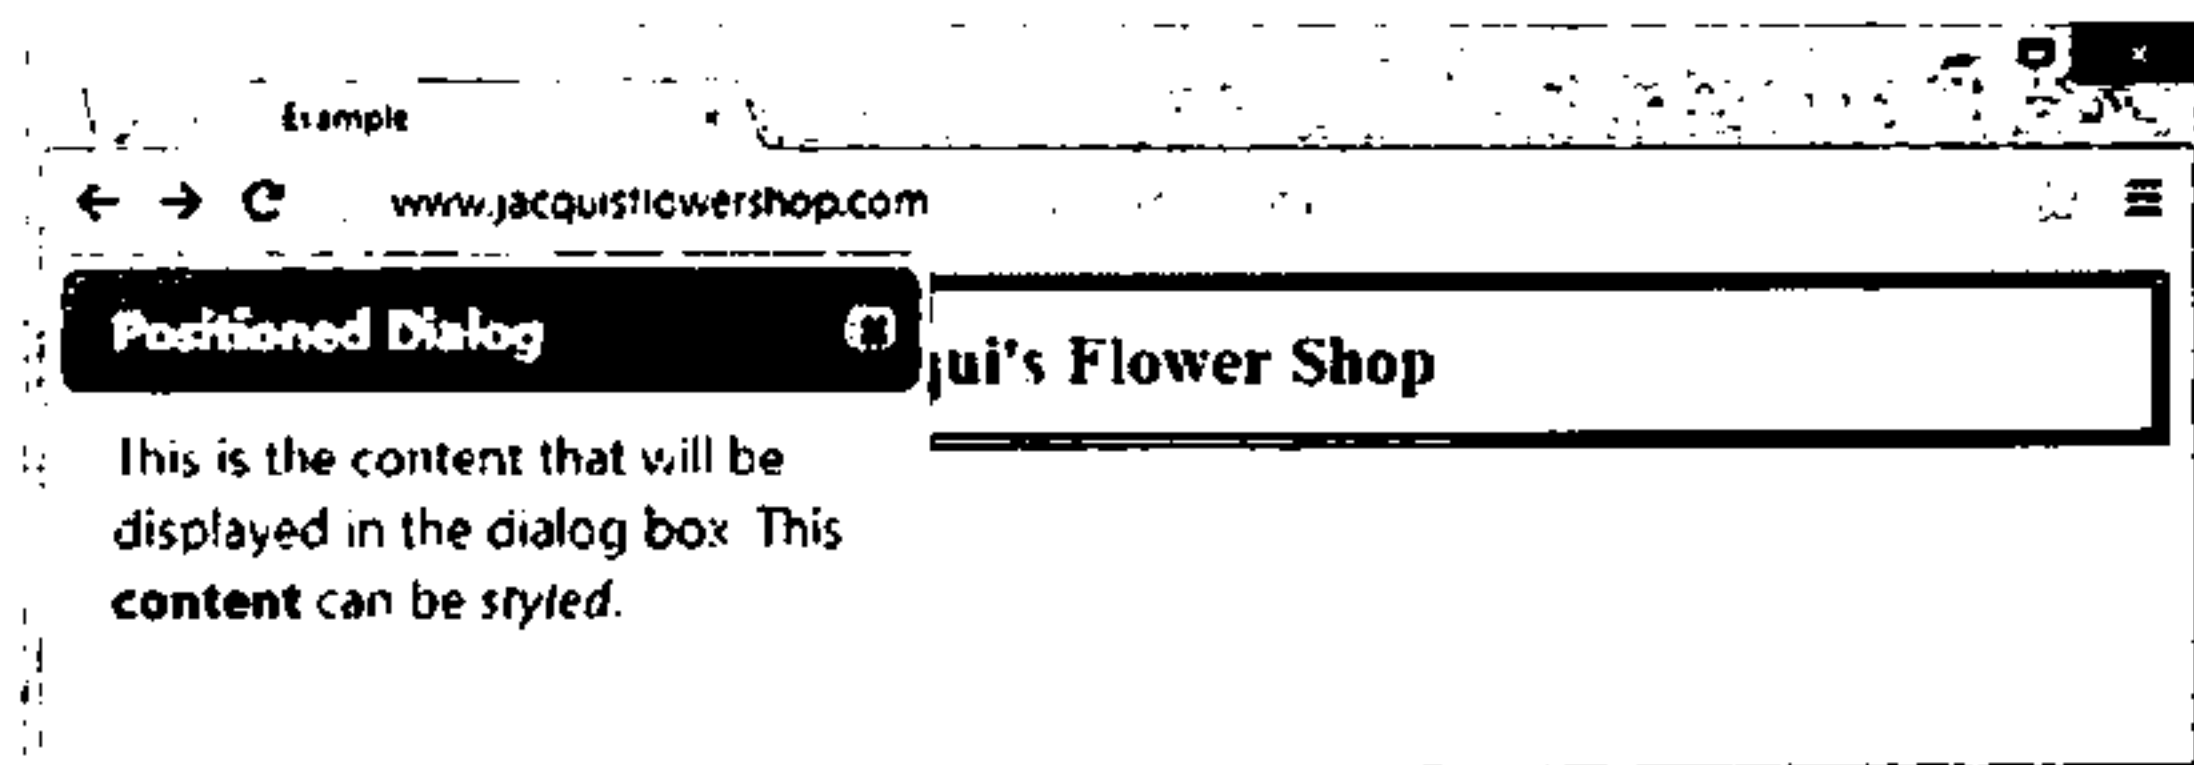 Example
www.jacquisflowershop.com
Positioned Dialog
qui's Flower Shop
This is the content that will be
displayed in the dialog box This
content can be styled.